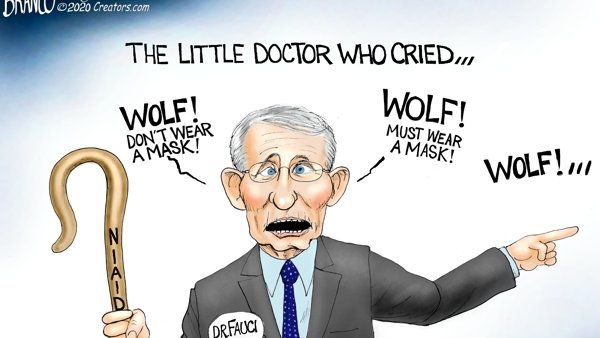 BRANCO ©2020 Creators.com
THE LITTLE DOCTOR WHO CRIED...
WOLF!
DON'T WEAR
A MASK!
WOLF!
MUST WEAR
A MASK!
WOLF!...
NIAID
DR.FAUCI